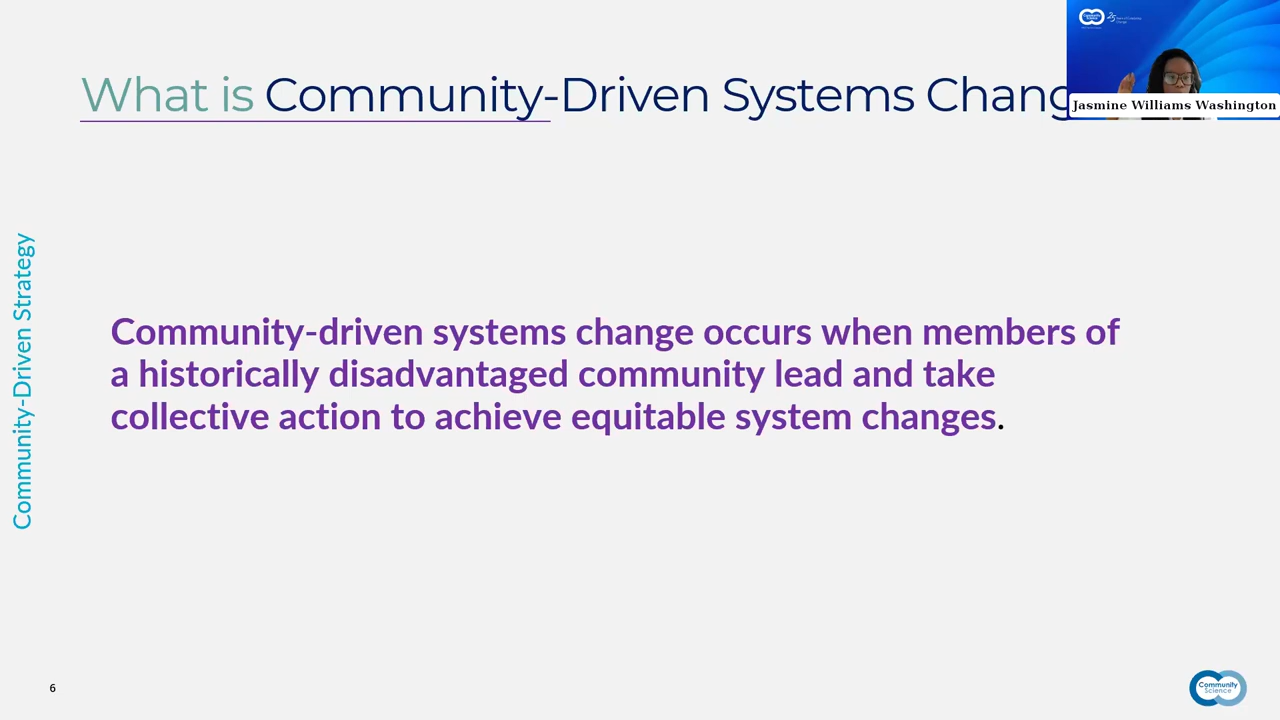 What is Community-Driven Systems Chang
Jasmine Williams Washington
Community-Driven Strategy
Community-driven systems change occurs when members of
a historically disadvantaged community lead and take
collective action to achieve equitable system changes.
6
Community
Science